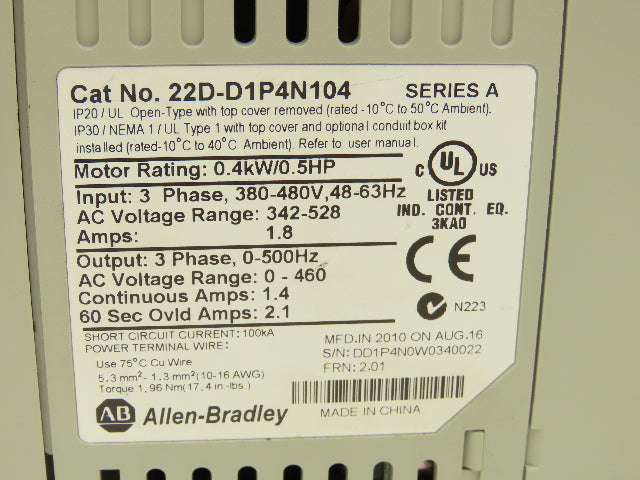 Cat No. 22D-D1P4N104 SERIES A
IP20 / UL Open-Type with top cover removed (rated -10°C to 50°C Ambient).
IP30 / NEMA 1 / UL Type 1 with top cover and optional conduit box kit
installed (rated-10°C to 40°C Ambient). Refer to user manual.
Motor Rating: 0.4kW/0.5HP
Input: 3 Phase, 380-480V,48-63Hz
AC Voltage Range: 342-528
Amps: 1.8
C UL US
LISTED
IND. CONT. EQ.
3KA0
Output: 3 Phase, 0-500Hz
AC Voltage Range: 0 - 460
Continuous Amps: 1.4
60 Sec Ovld Amps: 2.1
CE
N223
SHORT CIRCUIT CURRENT: 100kA
POWER TERMINAL WIRE:
Use 75°C Cu Wire
5.3 mm²- 1.3 mm²(10-16 AWG)
Torque 1, 96 Nm(17.4 in.-lbs.)
MFD.IN 2010 ON AUG.16
S/N: DD1P4N0W0340022
FRN: 2.01
AB Allen-Bradley
MADE IN CHINA